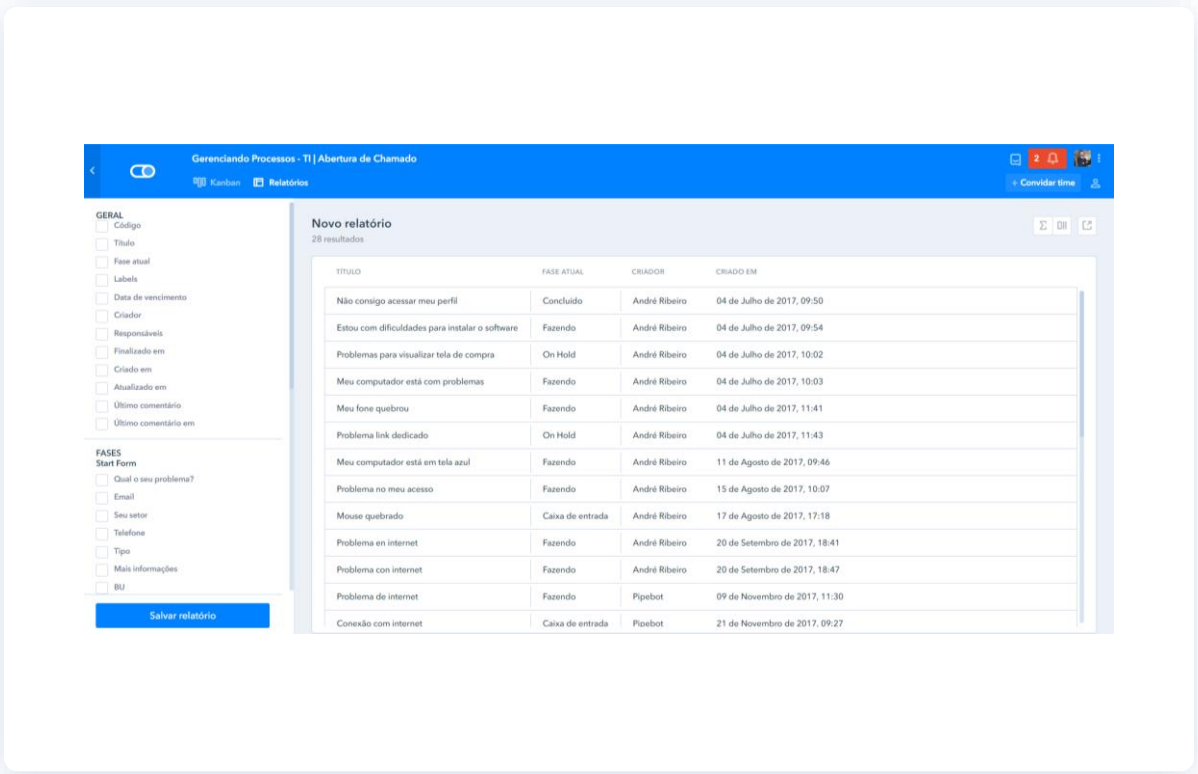 Gerenciando Processos - TI | Abertura de Chamado
2
Kanban Relatórios
+ Convidar time
GERAL
Código
Título
Fase atual
Labels
Data de vencimento
Criador
Responsáveis
Finalizado em
Criado em
Atualizado em
Último comentário
Último comentário em
FASES
Start Form
Qual o seu problema?
Email
Seu setor
Telefone
Tipo
Mais informações
BU
Salvar relatório
Novo relatório
28 resultados
Σ
TÍTULO FASE ATUAL CRIADOR CRIADO EM
Não consigo acessar meu perfil Concluído André Ribeiro 04 de Julho de 2017, 09:50
Estou com dificuldades para instalar o software Fazendo André Ribeiro 04 de Julho de 2017, 09:54
Problemas para visualizar tela de compra On Hold André Ribeiro 04 de Julho de 2017, 10:02
Meu computador está com problemas Fazendo André Ribeiro 04 de Julho de 2017, 10:03
Meu fone quebrou Fazendo André Ribeiro 04 de Julho de 2017, 11:41
Problema link dedicado On Hold André Ribeiro 04 de Julho de 2017, 11:43
Meu computador está em tela azul Fazendo André Ribeiro 11 de Agosto de 2017, 09:46
Problema no meu acesso Fazendo André Ribeiro 15 de Agosto de 2017, 10:07
Mouse quebrado Caixa de entrada André Ribeiro 17 de Agosto de 2017, 17:18
Problema en internet Fazendo André Ribeiro 20 de Setembro de 2017, 18:41
Problema con internet Fazendo André Ribeiro 20 de Setembro de 2017, 18:47
Problema de internet Fazendo Pipebot 09 de Novembro de 2017, 11:30
Conexão com internet Caixa de entrada Pipebot 21 de Novembro de 2017, 09:27